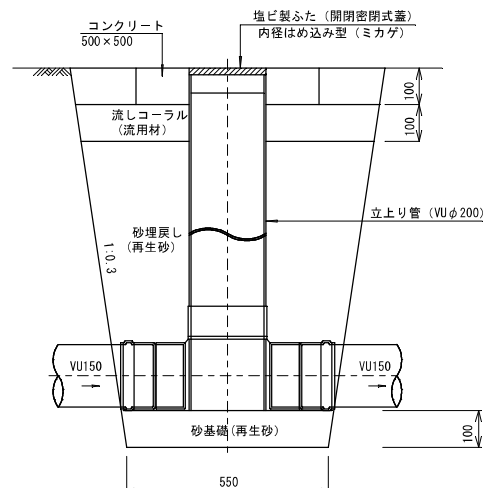 コンクリート
500×500
塩ビ製ふた (開閉密閉式蓋)
内径はめ込み型 (ミカゲ)
100
流しコーラル
(流用材)
100
立上り管 (VUφ200)
砂埋戻し
(再生砂)
1:0.3
VU150
VU150
砂基礎(再生砂)
100
550